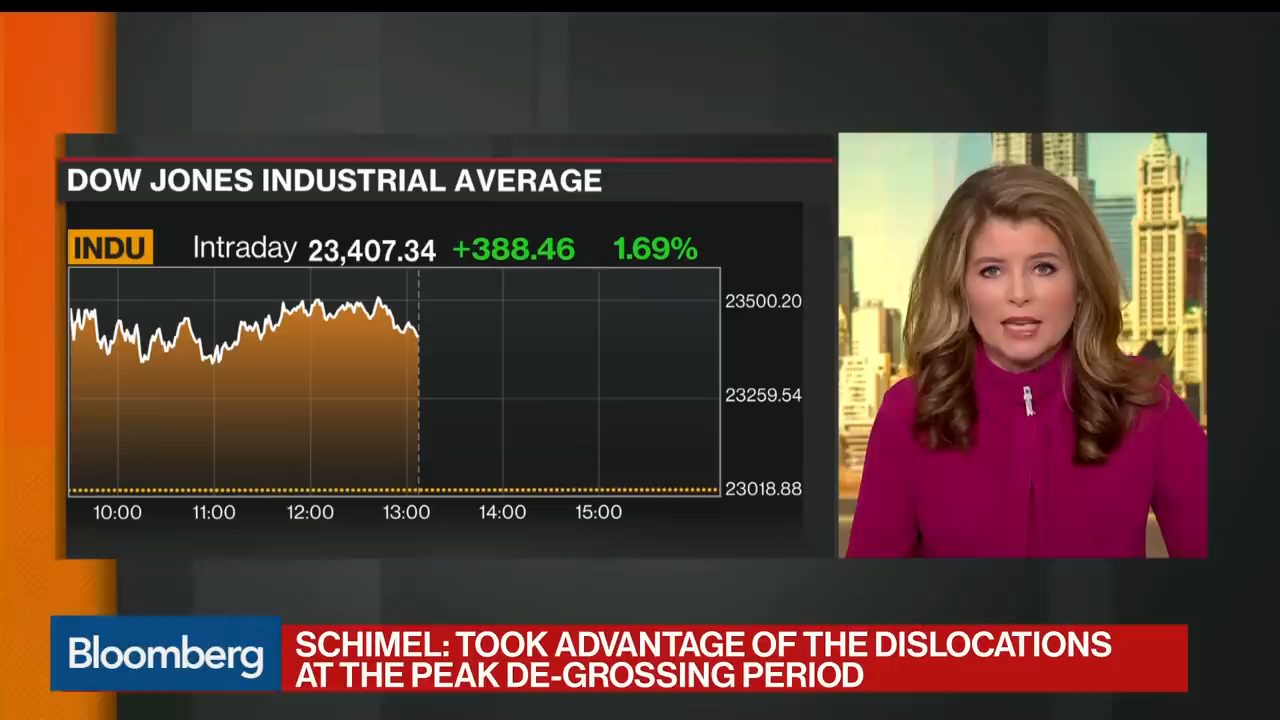 DOW JONES INDUSTRIAL AVERAGE
INDU Intraday 23,407.34 +388.46 1.69%
23500.20
23259.54
23018.88
10:00 11:00 12:00 13:00 14:00 15:00
Bloomberg
SCHIMEL: TOOK ADVANTAGE OF THE DISLOCATIONS
AT THE PEAK DE-GROSSING PERIOD